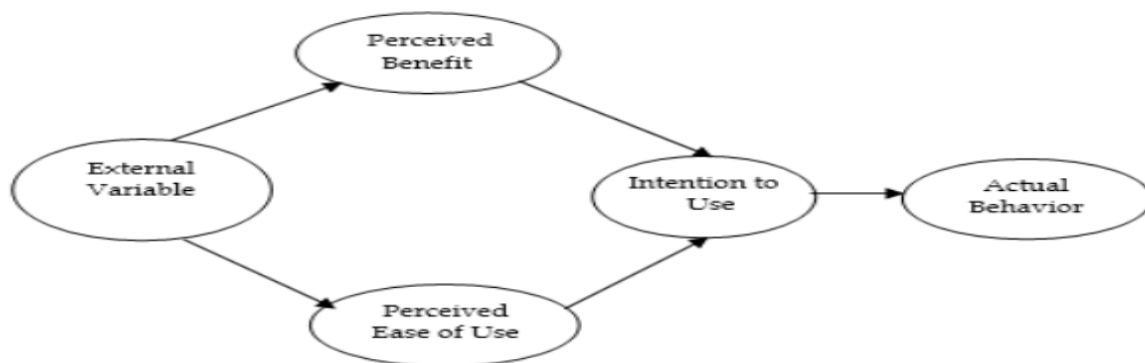 Perceived
Benefit
External
Variable
Intention to
Use
Actual
Behavior
Perceived
Ease of Use